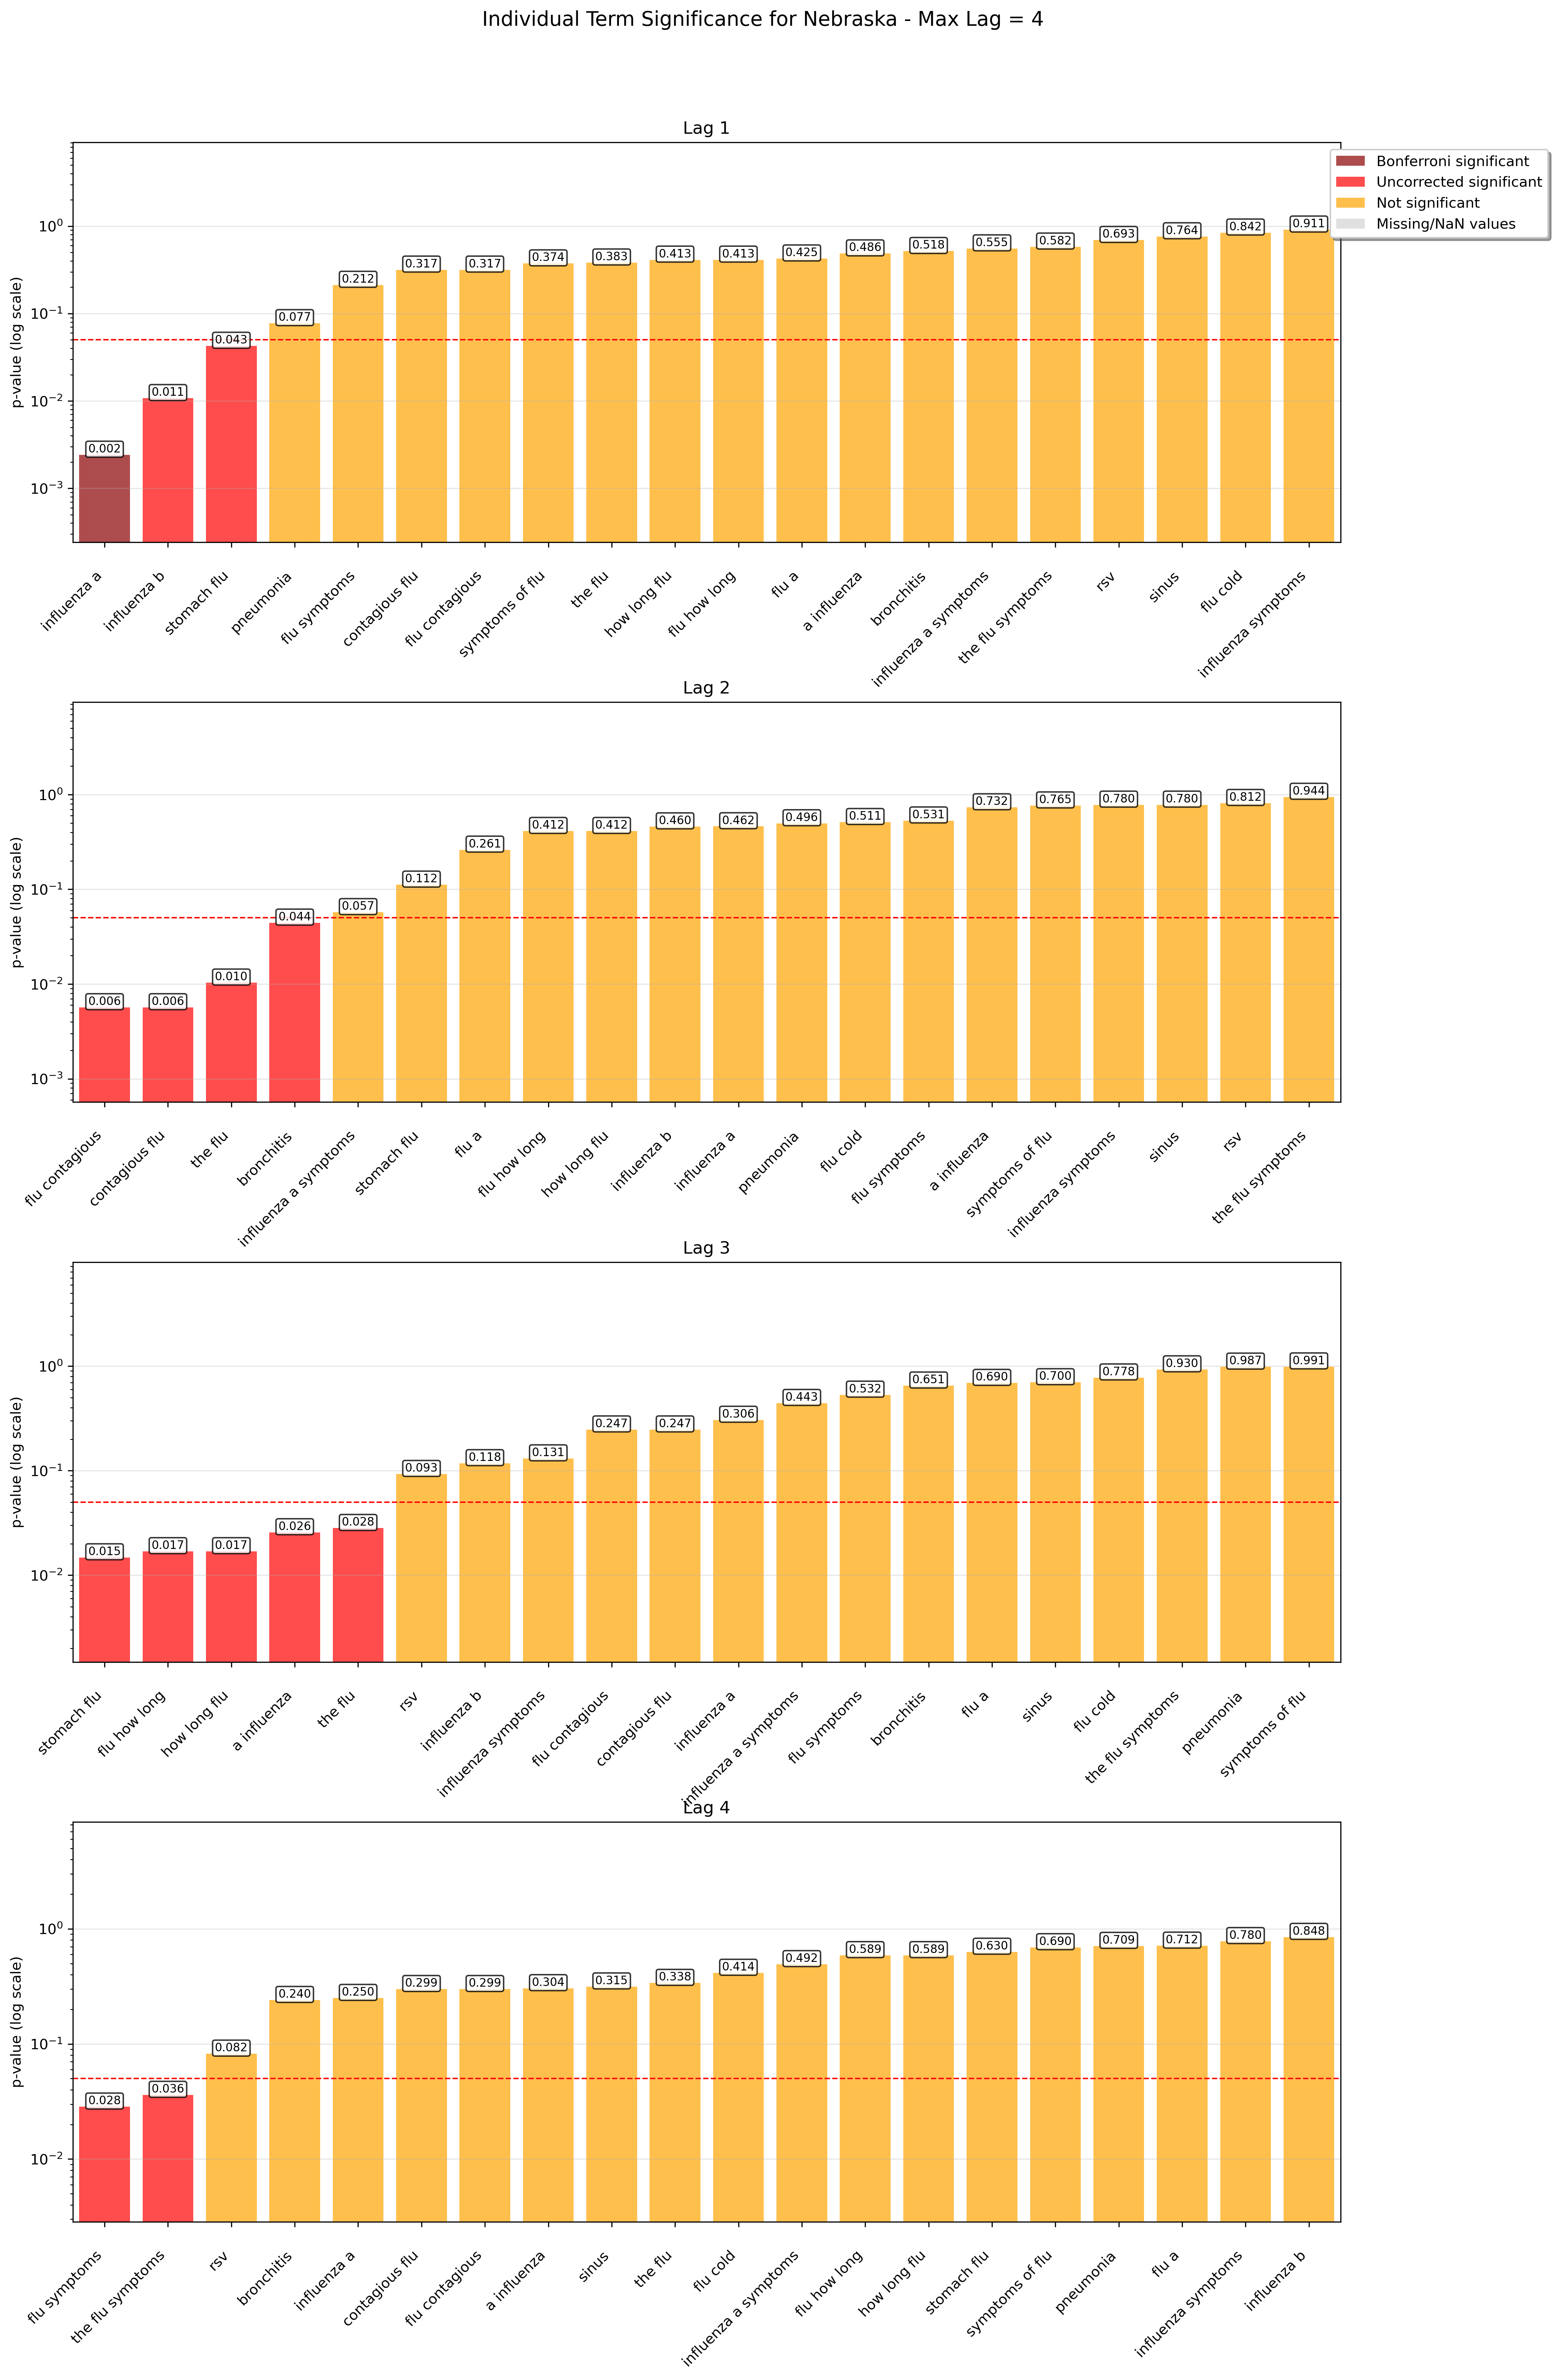 Individual Term Significance for Nebraska - Max Lag = 4
Lag 1
Bonferroni significant
Uncorrected significant
Not significant
Missing/NaN values
p-value (log scale)
10⁰
10⁻¹
10⁻²
10⁻³
0.002 0.011 0.043 0.077 0.212 0.317 0.317 0.374 0.383 0.413 0.413 0.425 0.486 0.518 0.555 0.582 0.693 0.764 0.842 0.911
influenza a
influenza b
stomach flu
pneumonia
flu symptoms
contagious flu
flu contagious
symptoms of flu
the flu
how long flu
flu how long
flu a
a influenza
bronchitis
influenza a symptoms
the flu symptoms
rsv
sinus
flu cold
influenza symptoms
Lag 2
p-value (log scale)
10⁰
10⁻¹
10⁻²
10⁻³
0.006 0.006 0.010 0.044 0.057 0.112 0.261 0.412 0.412 0.460 0.462 0.496 0.511 0.531 0.732 0.765 0.780 0.780 0.812 0.944
flu contagious
contagious flu
the flu
bronchitis
influenza a symptoms
stomach flu
flu a
flu how long
how long flu
influenza b
influenza a
pneumonia
flu cold
flu symptoms
a influenza
symptoms of flu
influenza symptoms
sinus
rsv
the flu symptoms
Lag 3
p-value (log scale)
10⁰
10⁻¹
10⁻²
0.015 0.017 0.017 0.026 0.028 0.093 0.118 0.131 0.247 0.247 0.306 0.443 0.532 0.651 0.690 0.700 0.778 0.930 0.987 0.991
stomach flu
flu how long
how long flu
a influenza
the flu
rsv
influenza b
influenza symptoms
flu contagious
contagious flu
influenza a
influenza a symptoms
flu symptoms
bronchitis
flu a
sinus
flu cold
the flu symptoms
pneumonia
symptoms of flu
Lag 4
p-value (log scale)
10⁰
10⁻¹
10⁻²
0.028 0.036 0.082 0.240 0.250 0.299 0.299 0.304 0.315 0.338 0.414 0.492 0.589 0.589 0.630 0.690 0.709 0.712 0.780 0.848
flu symptoms
the flu symptoms
rsv
bronchitis
influenza a
contagious flu
flu contagious
a influenza
sinus
the flu
flu cold
influenza a symptoms
flu how long
how long flu
stomach flu
symptoms of flu
pneumonia
flu a
influenza symptoms
influenza b